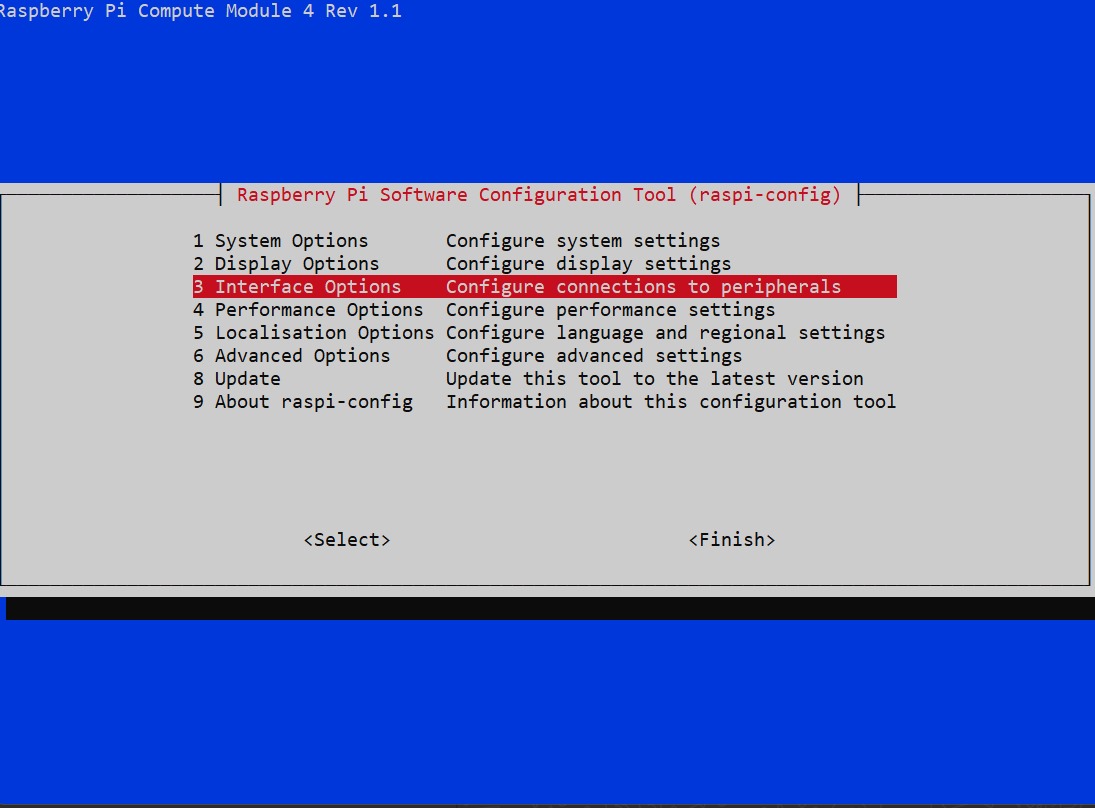 Raspberry Pi Compute Module 4 Rev 1.1
Raspberry Pi Software Configuration Tool (raspi-config)
1 System Options Configure system settings
2 Display Options Configure display settings
3 Interface Options Configure connections to peripherals
4 Performance Options Configure performance settings
5 Localisation Options Configure language and regional settings
6 Advanced Options Configure advanced settings
8 Update Update this tool to the latest version
9 About raspi-config Information about this configuration tool
<Select> <Finish>